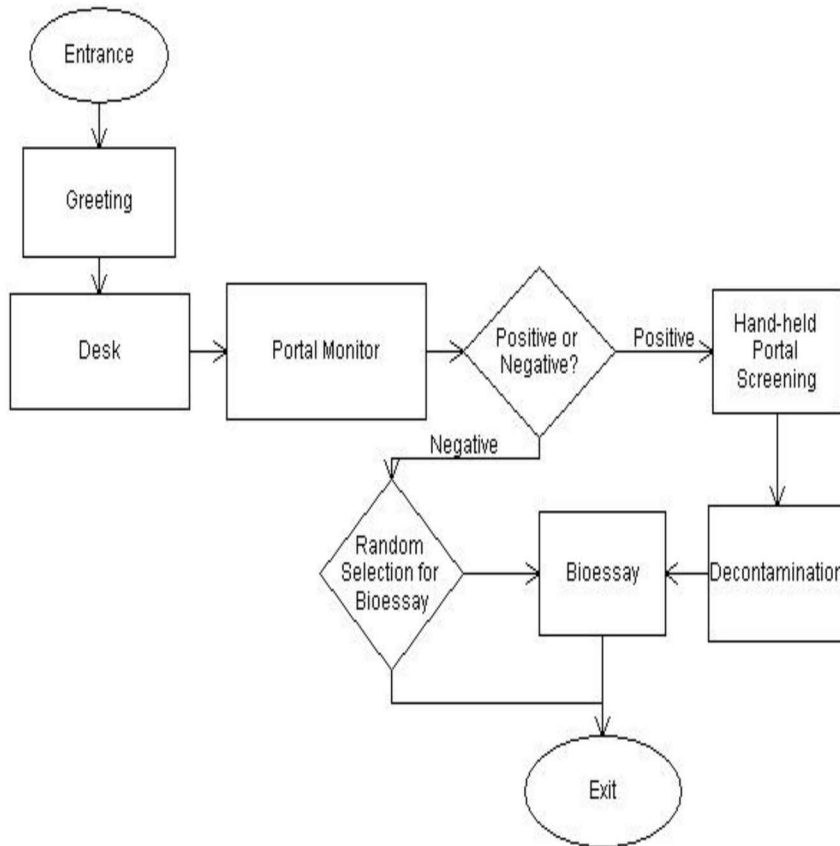 Entrance
Greeting
Desk
Portal Monitor
Positive or
Negative?
Positive
Hand-held
Portal
Screening
Negative
Random
Selection for
Bioessay
Bioessay
Decontamination
Exit